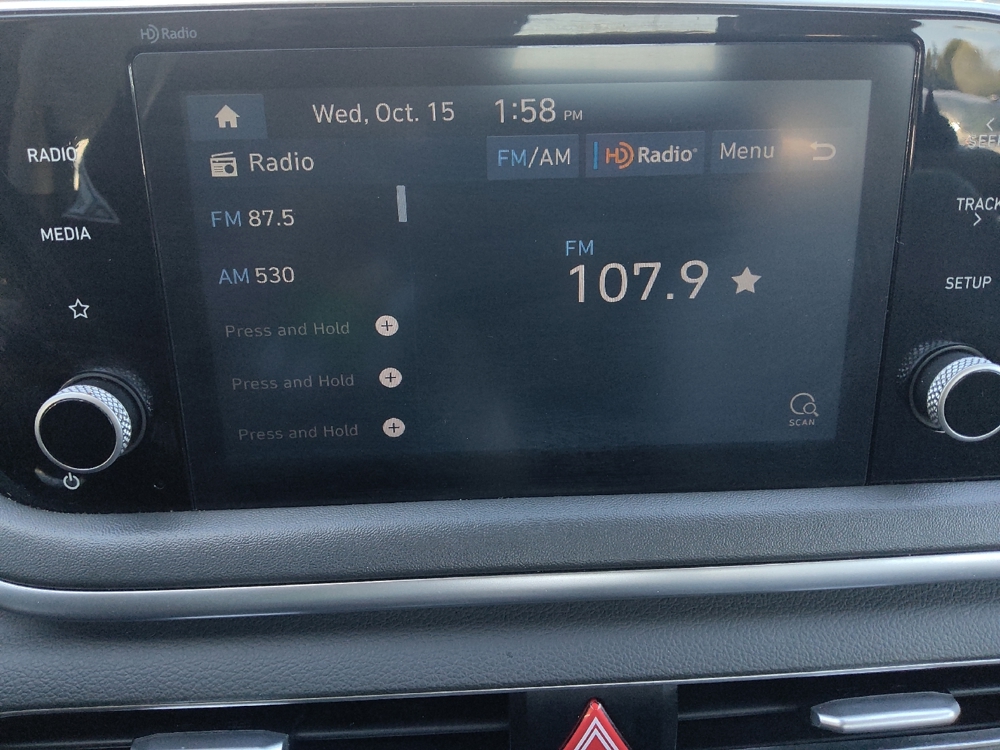 HD Radio
Wed, Oct. 15 1:58 PM
RADIO
Radio FM/AM HD Radio Menu
FM 87.5
MEDIA
TRACK
FM
107.9
AM 530
SETUP
Press and Hold
Press and Hold
SCAN
Press and Hold